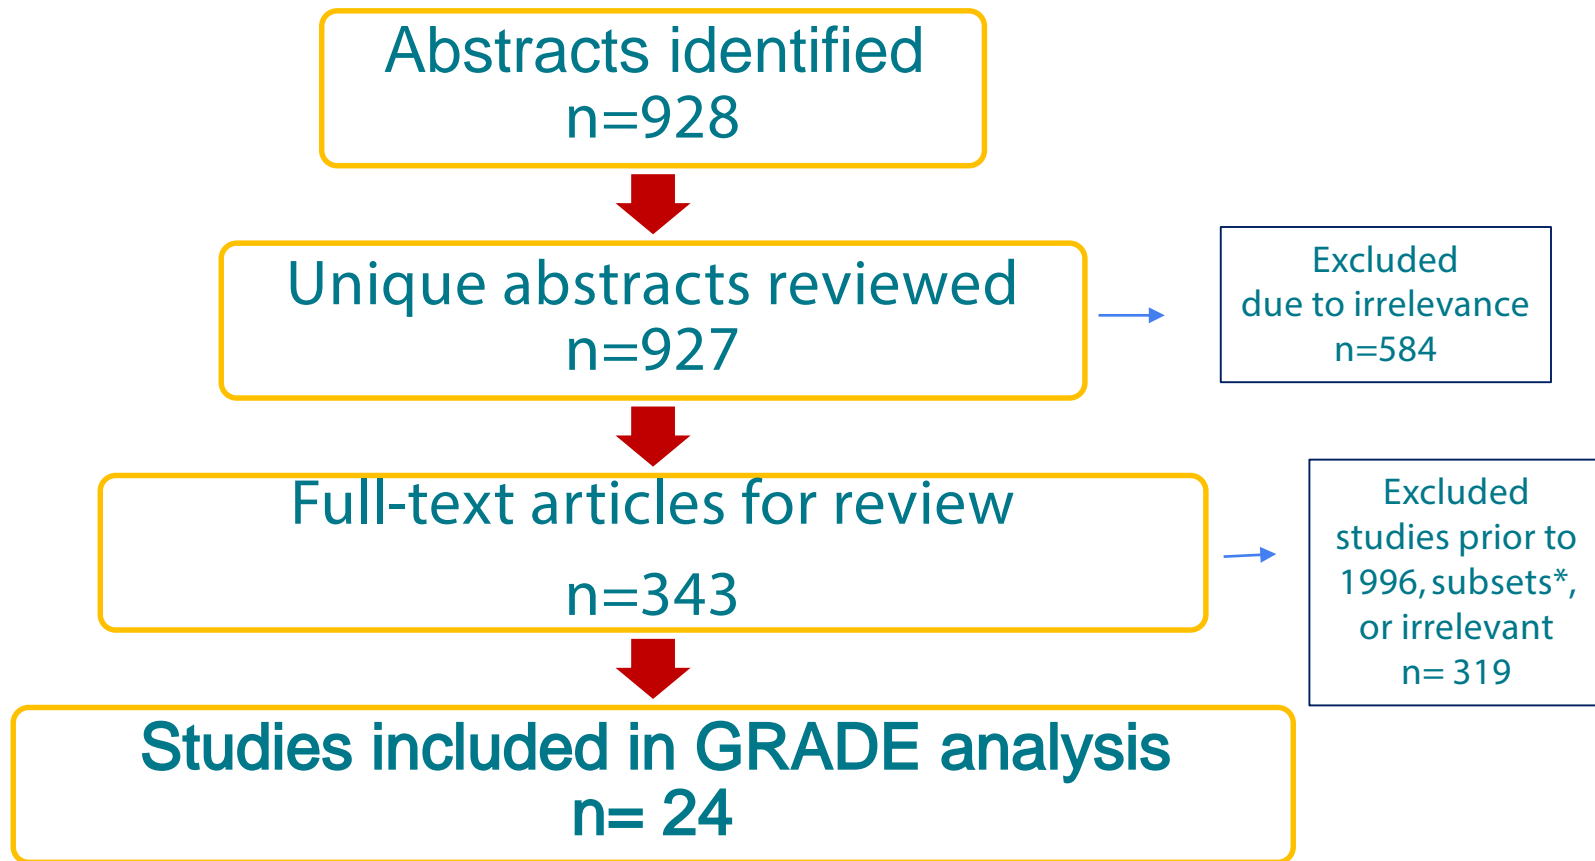 Abstracts identified
n=928
Unique abstracts reviewed
n=927
Excluded
due to irrelevance
n=584
Full-text articles for review
n=343
Excluded
studies prior to
1996, subsets*,
or irrelevant
n= 319
Studies included in GRADE analysis
n= 24